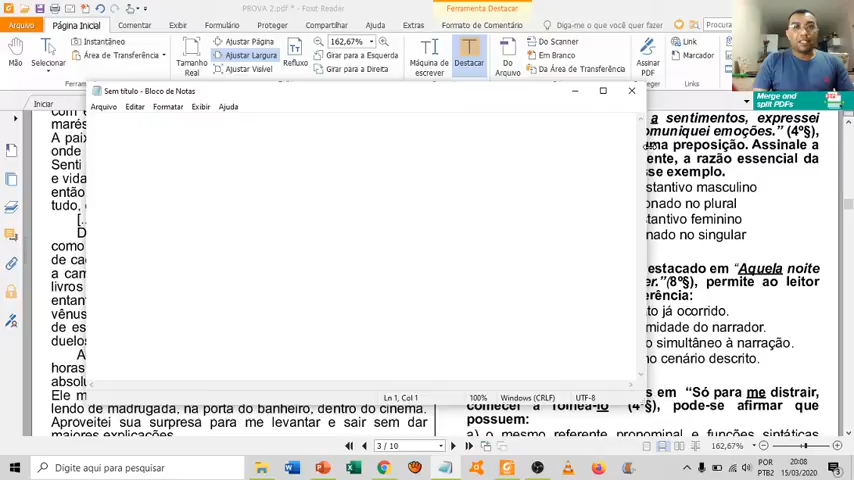 PROVA 2.pdf * - Foxit Reader
Ferramenta Destacar
Arquivo Página Inicial Comentar Exibir Formulário Proteger Compartilhar Ajuda Extras Formato de Comentário Diga-me o que você quer fazer Procura
Mão Selecionar
Instantâneo
Área de Transferência
Tamanho Real
Ajustar Página
Ajustar Largura
Ajustar Visível
Refluxo
162,67%
Girar para a Esquerda
Girar para a Direita
Máquina de escrever
Destacar
Do Arquivo
Do Scanner
Em Branco
Da Área de Transferência
Assinar PDF
Link
Marcador
Merge and split PDFs
Iniciar
Sem título - Bloco de Notas
Arquivo Editar Formatar Exibir Ajuda
marés
A paix
onde
Senti
e vida
então
tudo,
[..
D
como
de ca
a cam
livros
entan
vênus
de es
duelo
A
horas
absol
Ele m
lendo de madrugada, na porta do banheiro, dentro do cinema.
Aproveitei sua surpresa para me levantar e sair sem dar
maiores explicações.
Ln 1, Col 1 100% Windows (CRLF) UTF-8
a sentimentos, expressei
omuniquei emoções.” (4º§),
ma preposição. Assinale a
ente, a razão essencial da
sse exemplo.
stantivo masculino
onado no plural
stantivo feminino
onado no singular
estacado em “Aquela noite
er.”(8º§), permite ao leitor
erência:
to já ocorrido.
midade do narrador.
o simultâneo à narração.
no cenário descrito.
s em “Só para me distrair,
comecei a folheá-lo” (4º§), pode-se afirmar que
possuem:
a) o mesmo referente pronominal e funções sintáticas
3 / 10
162,67%
Digite aqui para pesquisar
POR
PTB2
20:08
15/03/2020
3